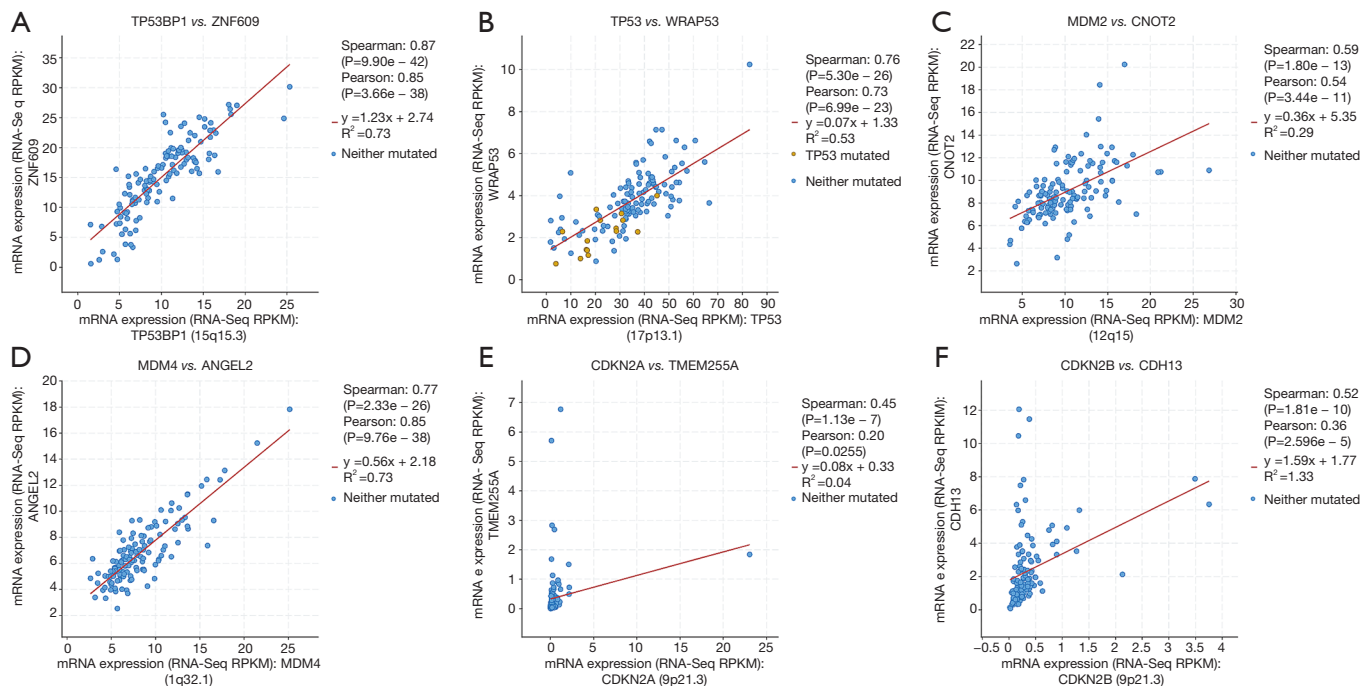 A
TP53BP1 vs. ZNF609
mRNA expression (RNA-Se q RPKM):
ZNF609
35
30
25
20
15
10
5
0
0 5 10 15 20 25
mRNA expression (RNA-Seq RPKM):
TP53BP1 (15q15.3)
Spearman: 0.87
(P=9.90e - 42)
Pearson: 0.85
(P=3.66e - 38)
y =1.23x + 2.74
R2 =0.73
Neither mutated
B
TP53 vs. WRAP53
mRNA expression (RNA-Seq RPKM):
WRAP53
10
8
6
4
2
0
0 10 20 30 40 50 60 70 80 90
mRNA expression (RNA-Seq RPKM): TP53
(17p13.1)
Spearman: 0.76
(P=5.30e - 26)
Pearson: 0.73
(P=6.99e - 23)
y =0.07x + 1.33
R2 =0.53
TP53 mutated
Neither mutated
C
MDM2 vs. CNOT2
mRNA expression (RNA-Seq RPKM):
CNOT2
22
20
18
16
14
12
10
8
6
4
2
5 10 15 20 25 30
mRNA expression (RNA-Seq RPKM): MDM2
(12q15)
Spearman: 0.59
(P=1.80e - 13)
Pearson: 0.54
(P=3.44e - 11)
y =0.36x + 5.35
R2 =0.29
Neither mutated
D
MDM4 vs. ANGEL2
mRNA expression (RNA-Seq RPKM):
ANGEL2
20
18
16
14
12
10
8
6
4
2
0 5 10 15 20 25
mRNA expression (RNA-Seq RPKM): MDM4
(1q32.1)
Spearman: 0.77
(P=2.33e - 26)
Pearson: 0.85
(P=9.76e - 38)
y =0.56x + 2.18
R2 =0.73
Neither mutated
E
CDKN2A vs. TMEM255A
mRNA e xpression (RNA- Seq RPKM):
TMEM255A
7
6
5
4
3
2
1
0
0 5 10 15 20 25
mRNA expression (RNA-Seq RPKM):
CDKN2A (9p21.3)
Spearman: 0.45
(P=1.13e - 7)
Pearson: 0.20
(P=0.0255)
y =0.08x + 0.33
R2 =0.04
Neither mutated
F
CDKN2B vs. CDH13
mRNA e xpression (RNA-Seq RPKIM):
CDH13
12
10
8
6
4
2
0
−0.5 0 0.5 1 1.5 2 2.5 3 3.5 4
mRNA expression (RNA-Seq RPKM):
CDKN2B (9p21.3)
Spearman: 0.52
(P=1.81e - 10)
Pearson: 0.36
(P=2.596e - 5)
y =1.59x + 1.77
R2 =1.33
Neither mutated